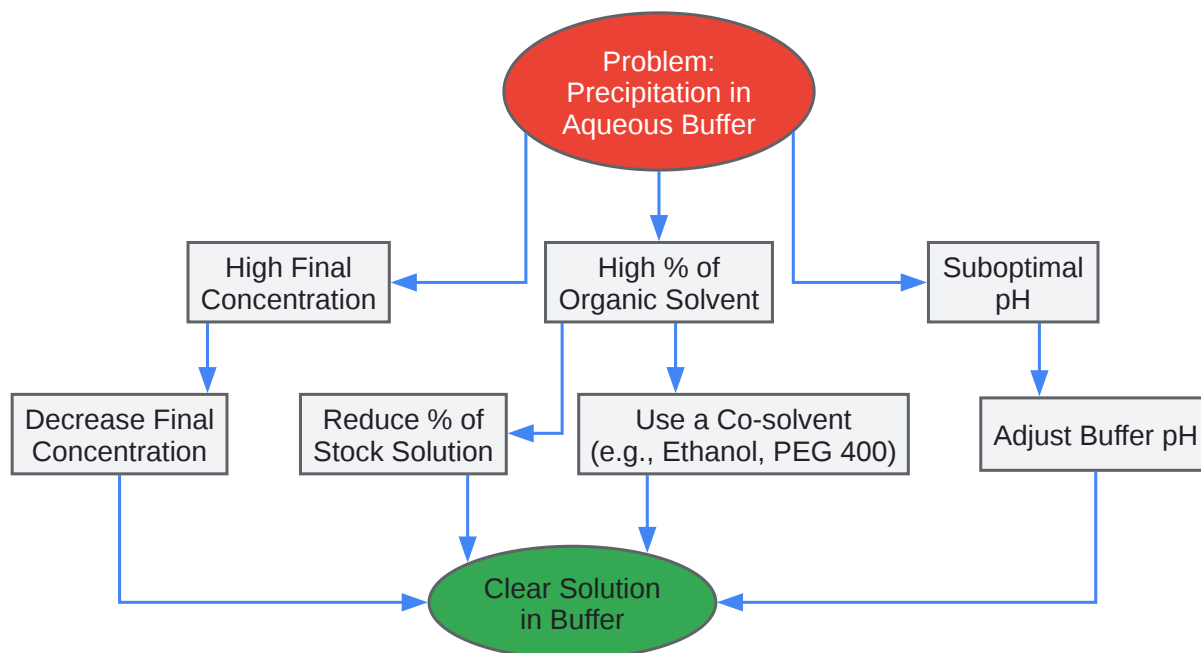 Problem:
Precipitation in
Aqueous Buffer
High Final
Concentration
High % of
Organic Solvent
Suboptimal
pH
Decrease Final
Concentration
Reduce % of
Stock Solution
Use a Co-solvent
(e.g., Ethanol, PEG 400)
Adjust Buffer pH
Clear Solution
in Buffer